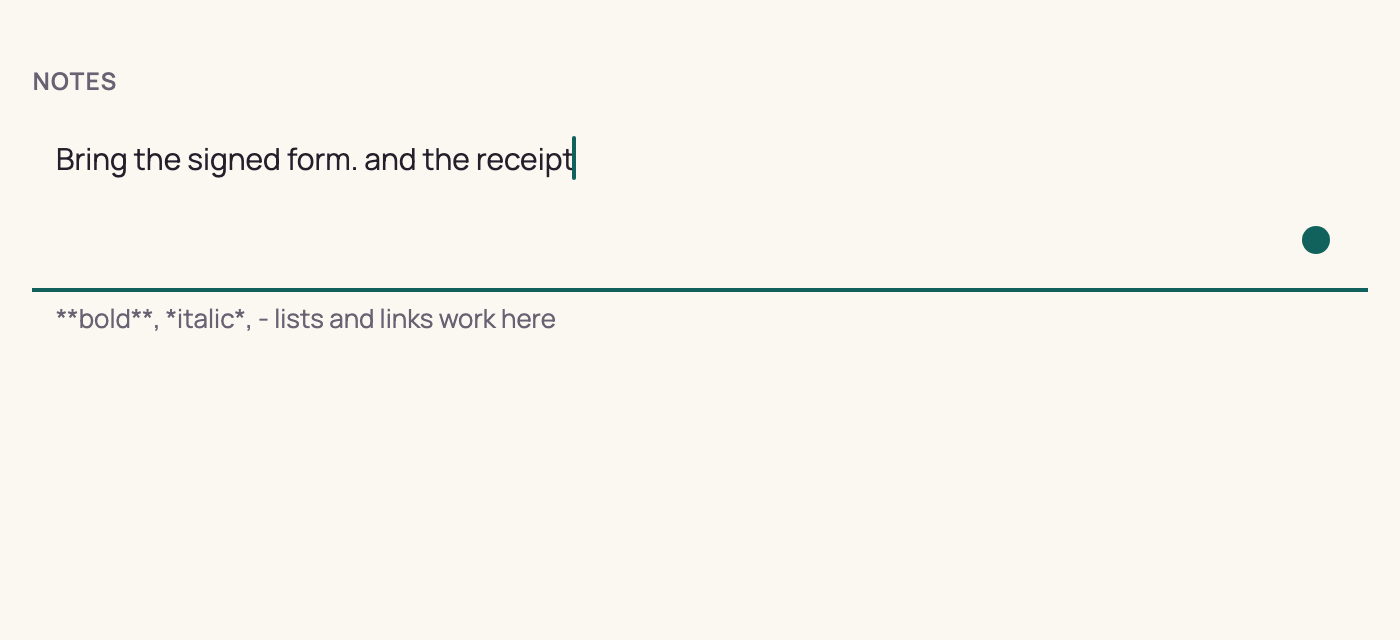 NOTES
Bring the signed form. and the receipt
**bold**, *italic*, - lists and links work here